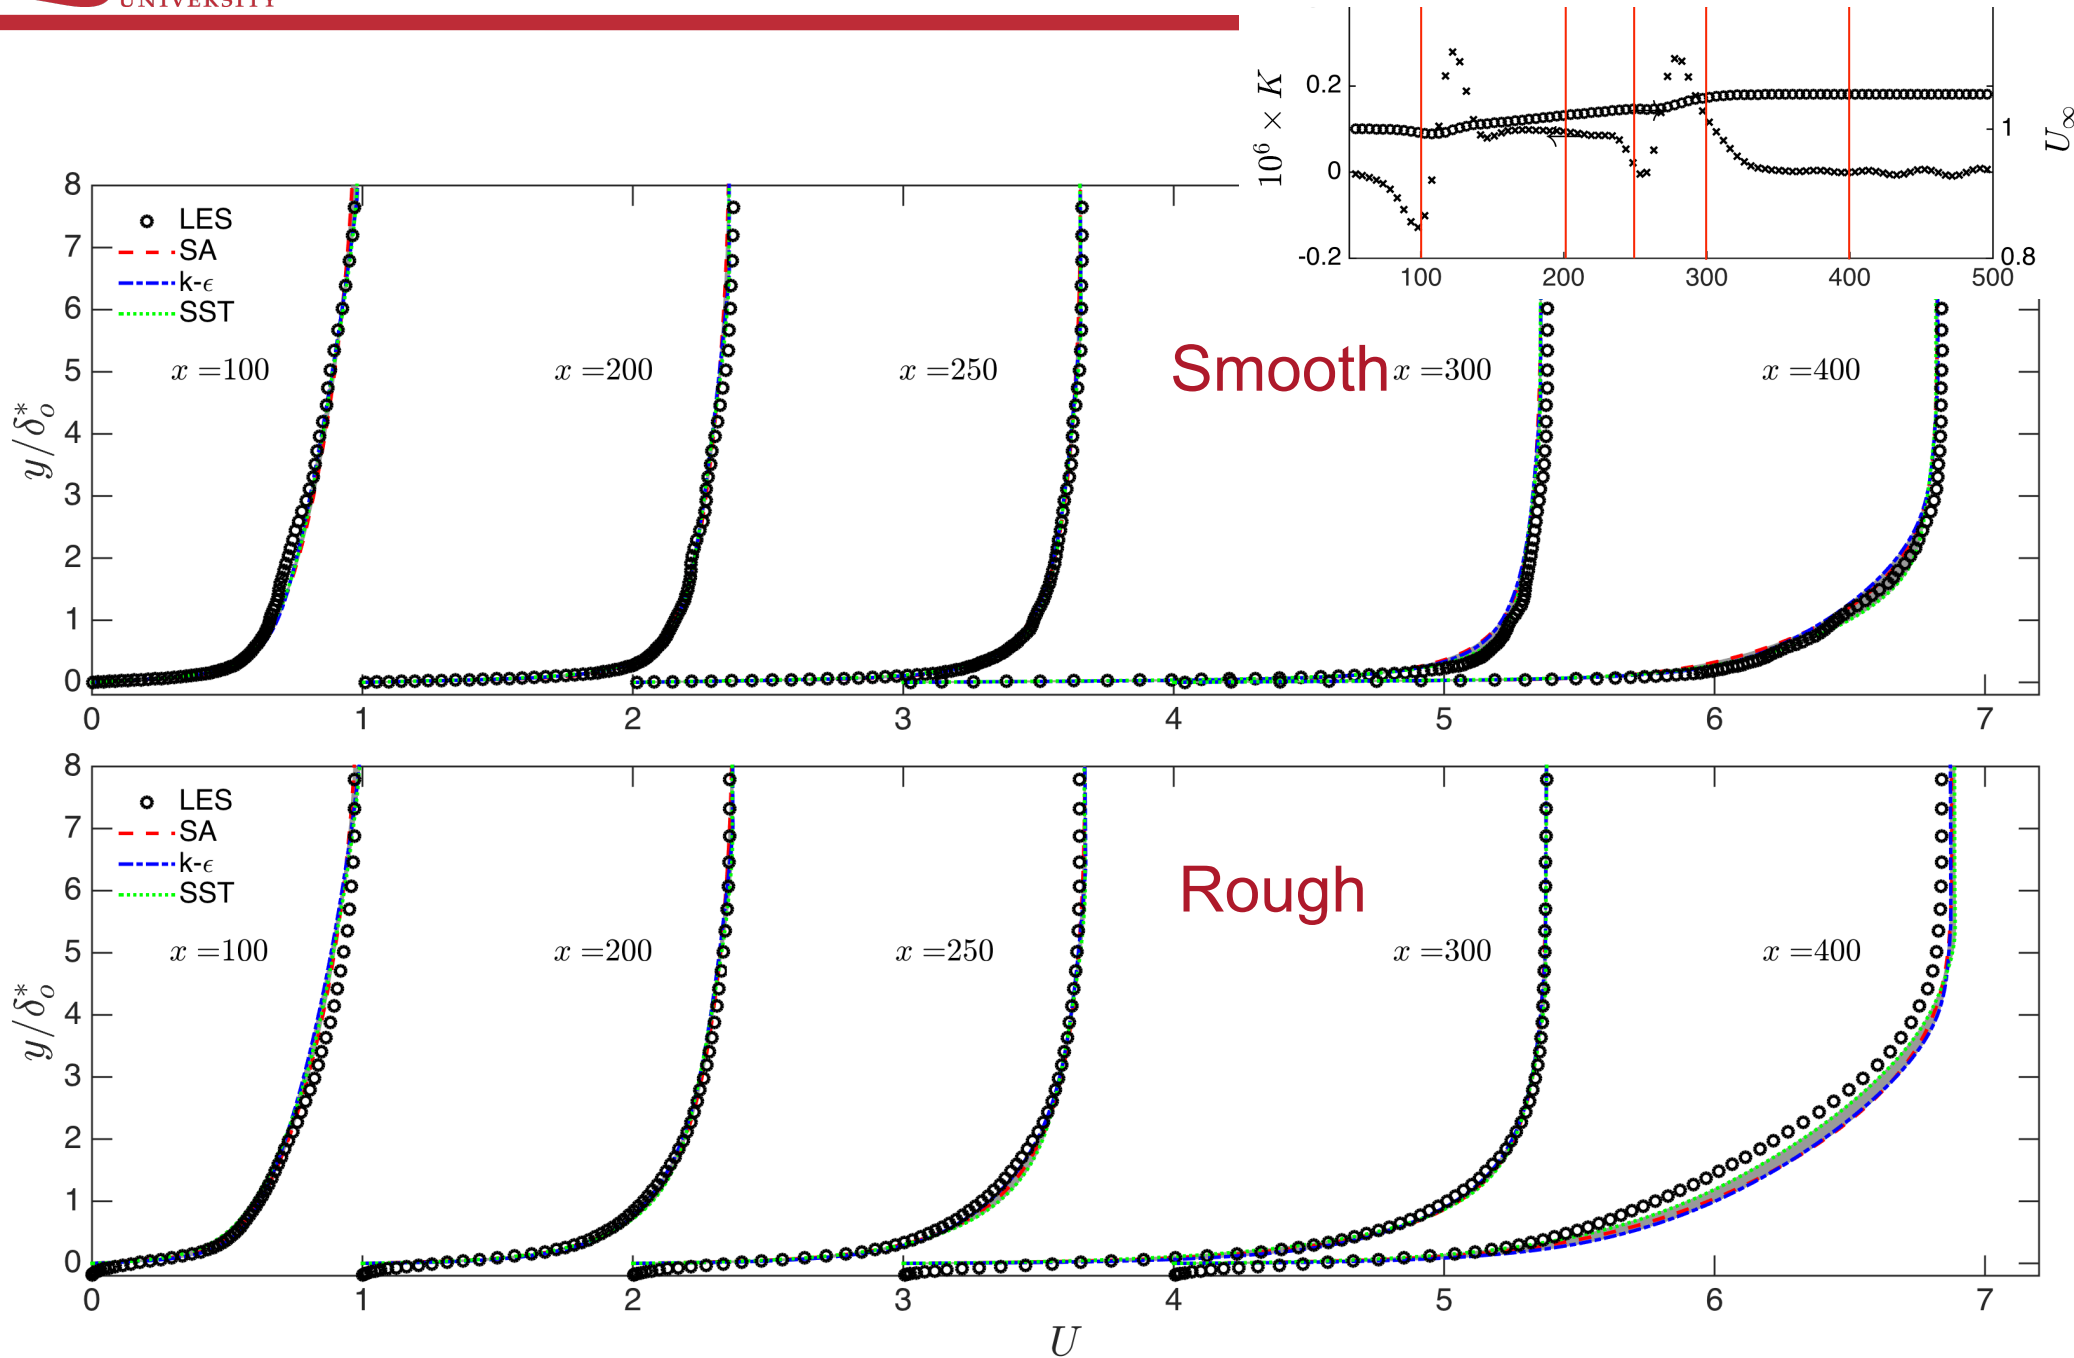 UNIVERSITY
10⁶ × K
0.2
0
-0.2
1
0.8
U∞
100 200 300 400 500
8
7
6
5
4
3
2
1
0
y/δ*ₒ
LES
SA
k-ϵ
SST
x =100
x =200
x =250
Smooth
x =300
x =400
0 1 2 3 4 5 6 7
8
7
6
5
4
3
2
1
0
y/δ*ₒ
LES
SA
k-ϵ
SST
Rough
x =100
x =200
x =250
x =300
x =400
0 1 2 3 4 5 6 7
U